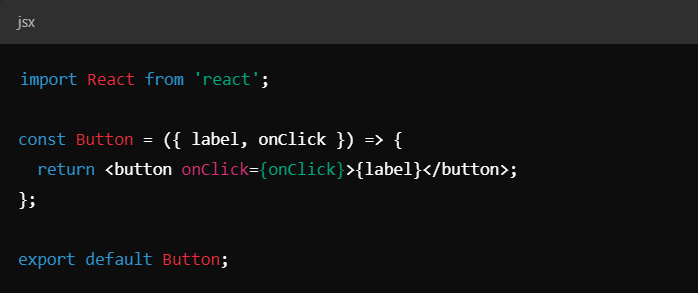 jsx
import React from 'react';
const Button = ({ label, onClick }) => {
  return <button onClick={onClick}>{label}</button>;
};
export default Button;